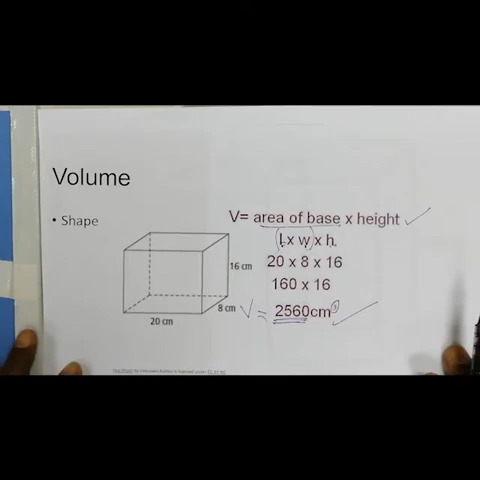 Volume
• Shape
V= area of base x height ✓
l x w x h
20 x 8 x 16
160 x 16
V = 2560cm³ ✓
16 cm
8 cm
20 cm